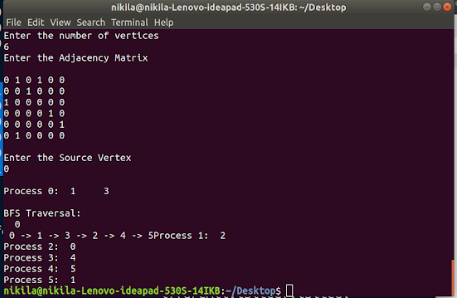 nikila@nikila-Lenovo-ideapad-530S-14IKB: ~/Desktop
File Edit View Search Terminal Help
Enter the number of vertices
6
Enter the Adjacency Matrix
0 1 0 1 0 0
0 0 1 0 0 0
1 0 0 0 0 0
0 0 0 0 1 0
0 0 0 0 0 1
0 1 0 0 0 0
Enter the Source Vertex
0
Process 0: 1 3
BFS Traversal:
0
0 -> 1 -> 3 -> 2 -> 4 -> 5Process 1: 2
Process 2: 0
Process 3: 4
Process 4: 5
Process 5: 1
nikila@nikila-Lenovo-ideapad-530S-14IKB:~/Desktop$